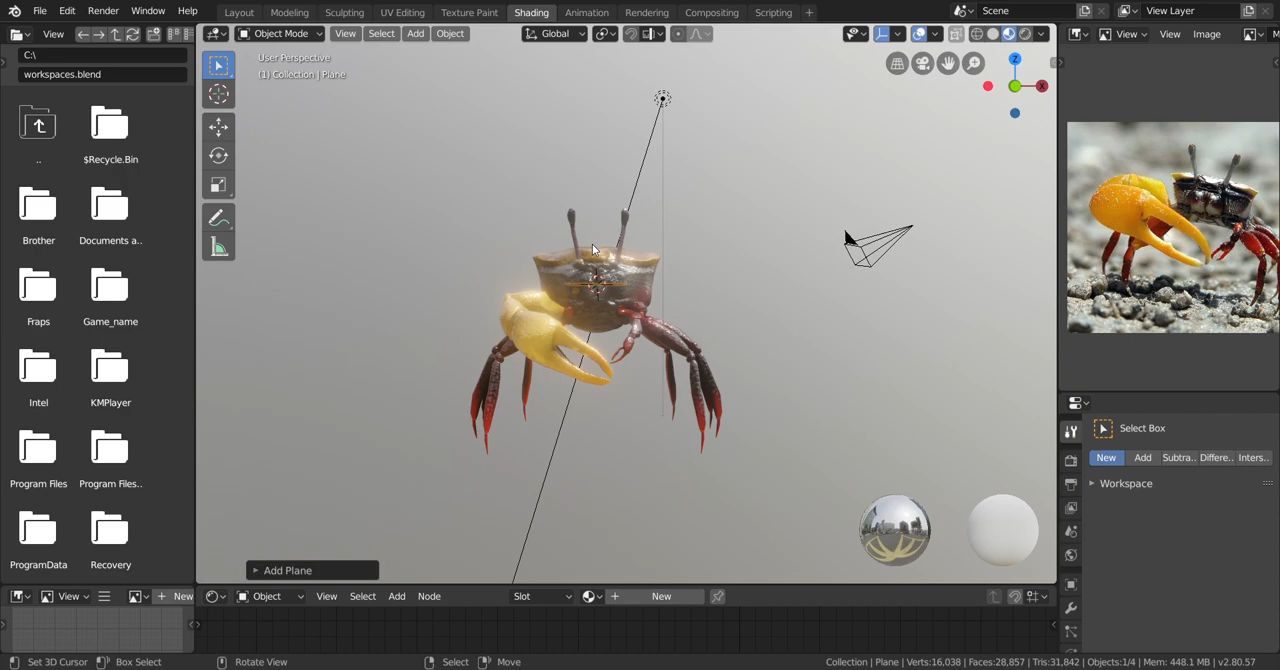 File Edit Render Window Help Layout Modeling Sculpting UV Editing Texture Paint Shading Animation Rendering Compositing Scripting + Scene View Layer
View Object Mode View Select Add Object Global View View Image
C:\
workspaces.blend
User Perspective
(1) Collection | Plane
Z
X
..
$Recycle.Bin
Brother
Documents a..
Fraps
Game_name
Intel
KMPlayer
Program Files
Program Files..
ProgramData
Recovery
Select Box
New Add Subtra.. Differe.. Inters..
Workspace
Add Plane
View New Object View Select Add Node Slot New
Set 3D Cursor Box Select Rotate View Select Move Collection | Plane | Verts:16,038 | Faces:28,857 | Tris:31,842 | Objects:1/4 | Mem: 448.1 MB | v2.80.57